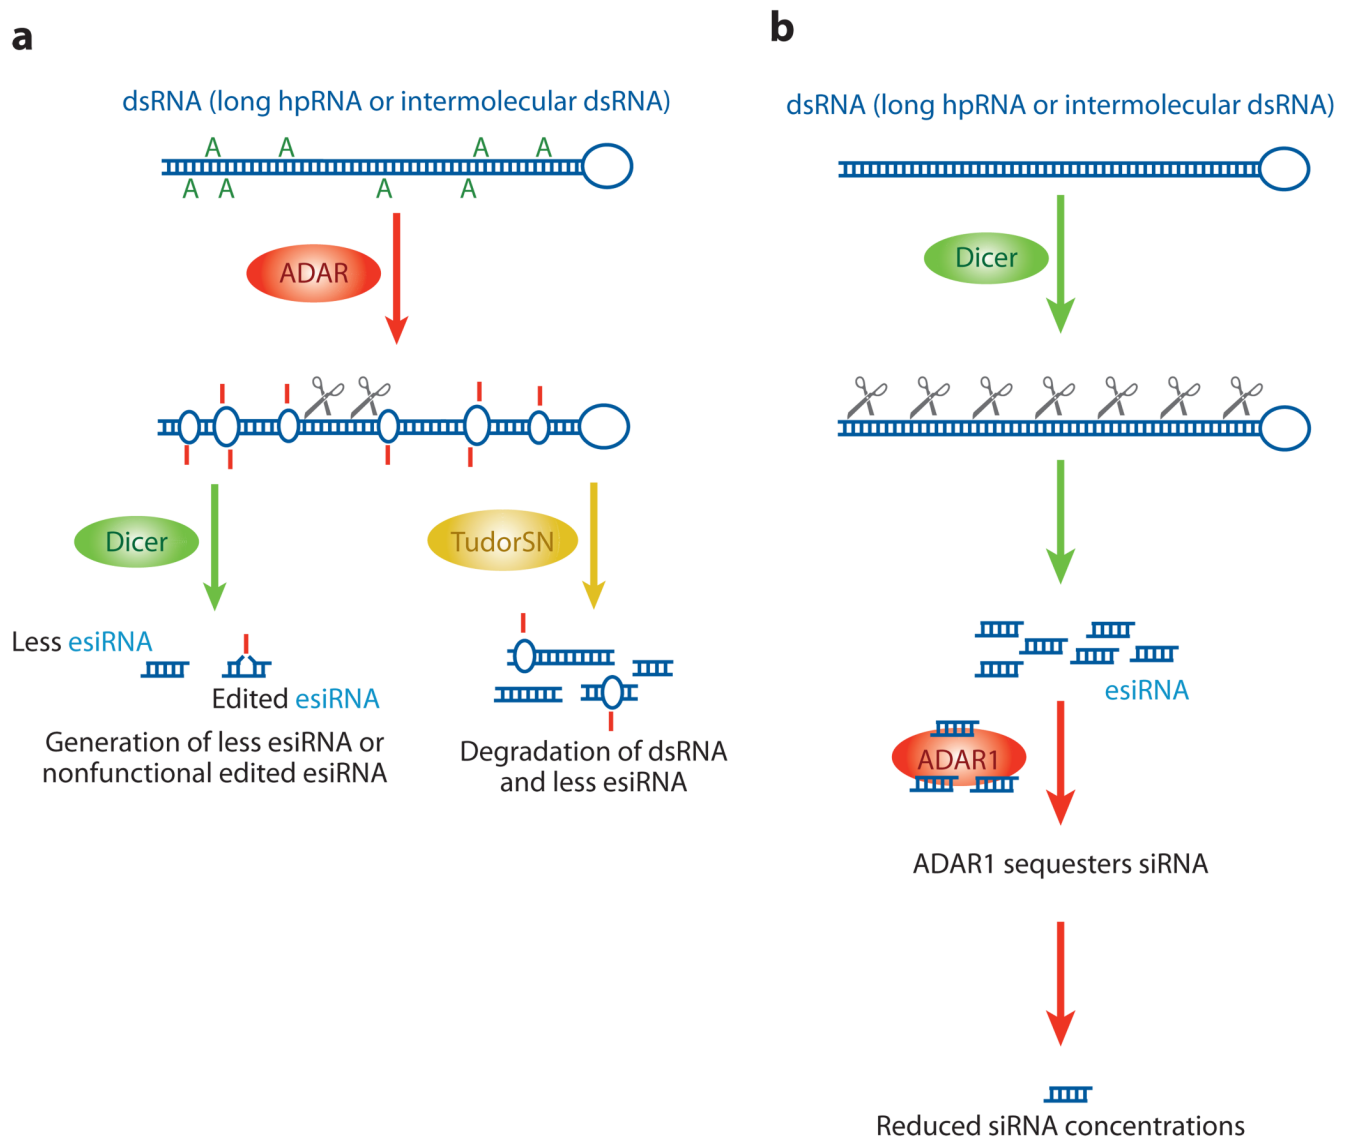 a
dsRNA (long hpRNA or intermolecular dsRNA)
A A A A
A A A A
ADAR
I I I I
I I I I
Dicer
TudorSN
Less esiRNA
I
Edited esiRNA
Generation of less esiRNA or
nonfunctional edited esiRNA
I
I
Degradation of dsRNA
and less esiRNA
b
dsRNA (long hpRNA or intermolecular dsRNA)
Dicer
esiRNA
ADAR1
ADAR1 sequesters siRNA
Reduced siRNA concentrations